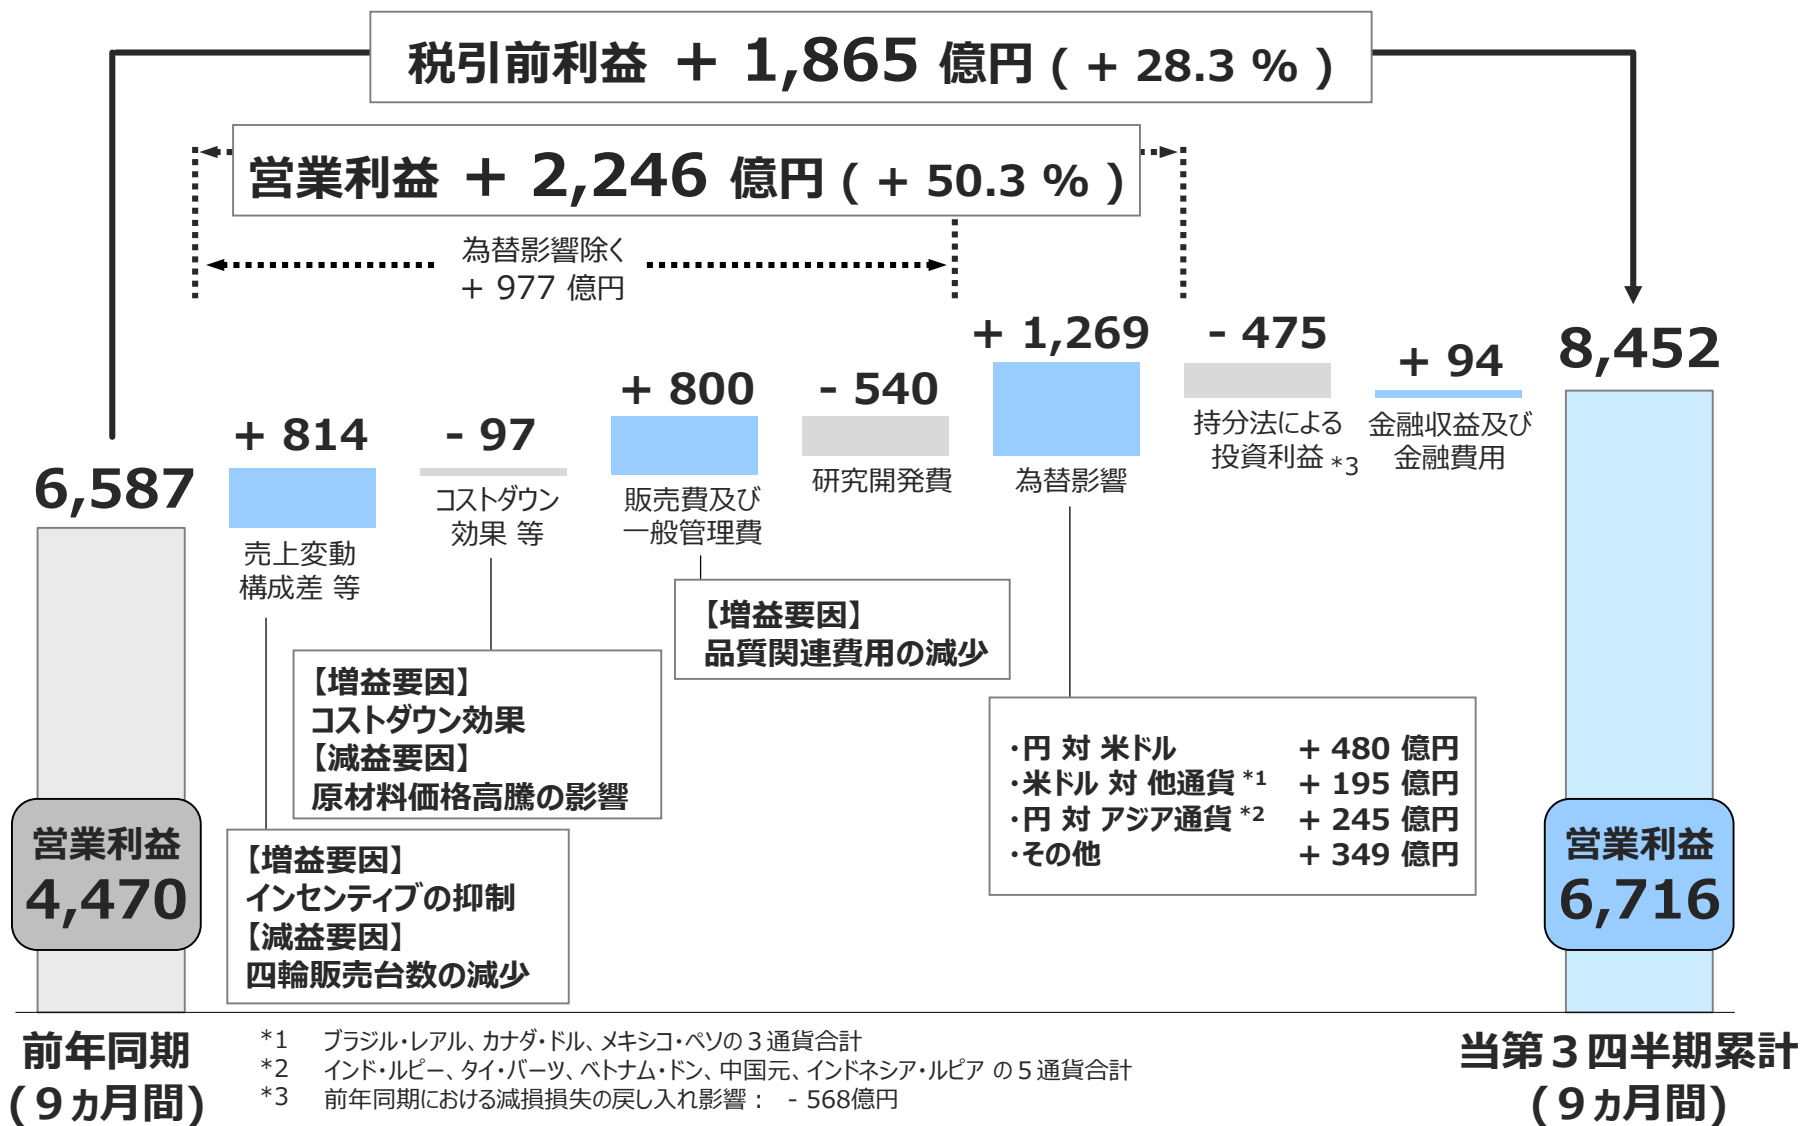 税引前利益 + 1,865 億円 ( + 28.3 % )
営業利益 + 2,246 億円 ( + 50.3 % )
為替影響除く
+ 977 億円
6,587
+ 814
売上変動
構成差 等
- 97
コストダウン
効果 等
+ 800
販売費及び
一般管理費
- 540
研究開発費
+ 1,269
為替影響
- 475
持分法による
投資利益 *3
+ 94
金融収益及び
金融費用
8,452
【増益要因】
品質関連費用の減少
【増益要因】
コストダウン効果
【減益要因】
原材料価格高騰の影響
【増益要因】
インセンティブの抑制
【減益要因】
四輪販売台数の減少
・円 対 米ドル + 480 億円
・米ドル 対 他通貨 *1 + 195 億円
・円 対 アジア通貨 *2 + 245 億円
・その他 + 349 億円
営業利益
4,470
営業利益
6,716
前年同期
(９ヵ月間)
当第３四半期累計
(９ヵ月間)
*1 ブラジル・レアル、カナダ・ドル、メキシコ・ペソの３通貨合計
*2 インド・ルピー、タイ・バーツ、ベトナム・ドン、中国元、インドネシア・ルピア の５通貨合計
*3 前年同期における減損損失の戻し入れ影響： - 568億円